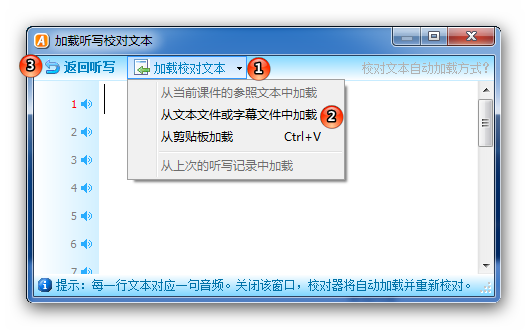 加载听写校对文本
3 返回听写 加载校对文本 1 校对文本自动加载方式?
从当前课件的参照文本中加载
从文本文件或字幕文件中加载 2
从剪贴板加载 Ctrl+V
从上次的听写记录中加载
1
2
3
4
5
6
7
提示：每一行文本对应一句音频。关闭该窗口，校对器将自动加载并重新校对。